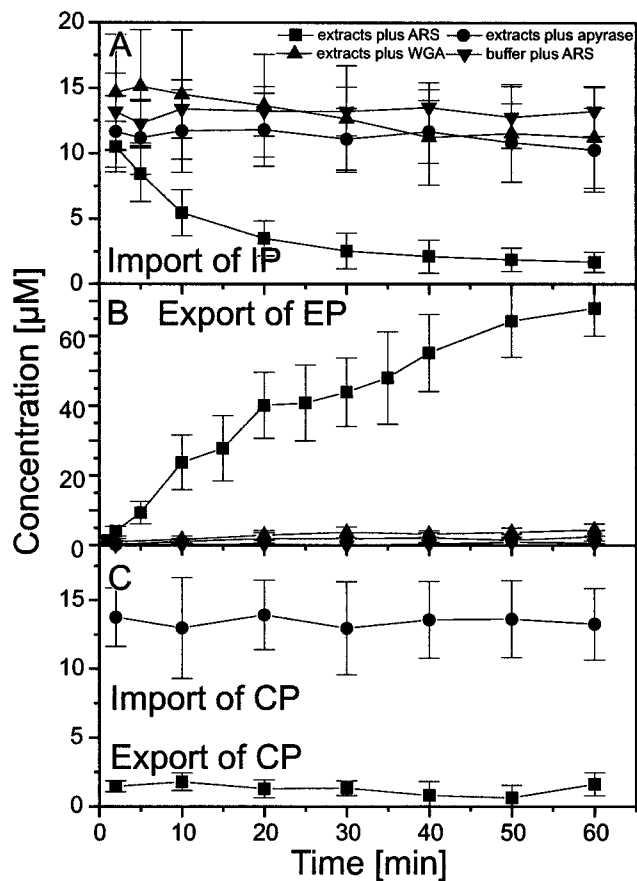 A
extracts plus ARS
extracts plus apyrase
extracts plus WGA
buffer plus ARS
20
15
10
5
0
Import of IP
B
Export of EP
60
40
20
0
Concentration [µM]
C
15
10
5
0
Import of CP
Export of CP
0
10
20
30
40
50
60
Time [min]